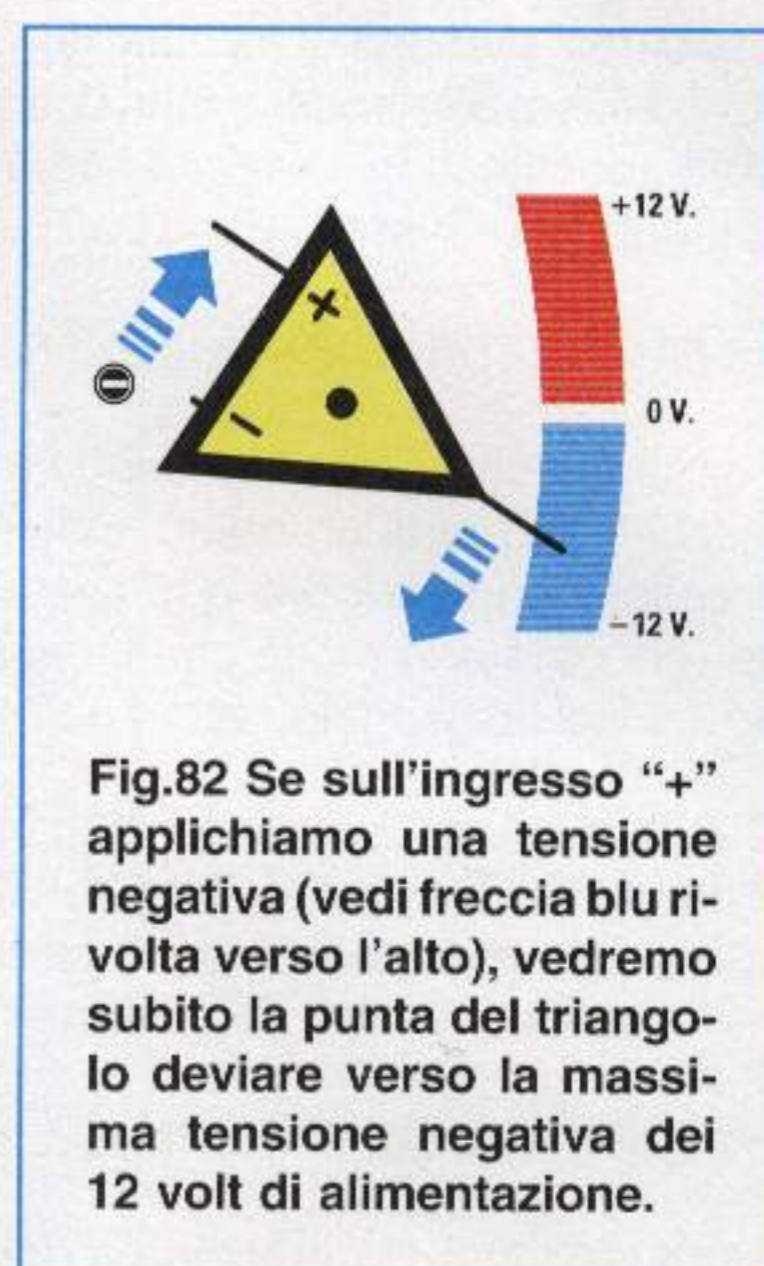 +12 V.
+
0 V.
−
−12 V.
Fig.82 Se sull'ingresso “+”
applichiamo una tensione
negativa (vedi freccia blu ri-
volta verso l'alto), vedremo
subito la punta del triango-
lo deviare verso la massi-
ma tensione negativa dei
12 volt di alimentazione.